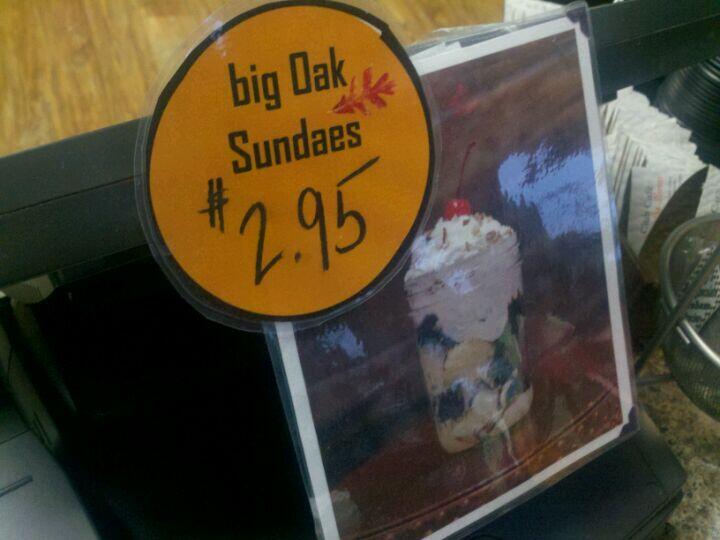 big Oak
Sundaes
#2.95